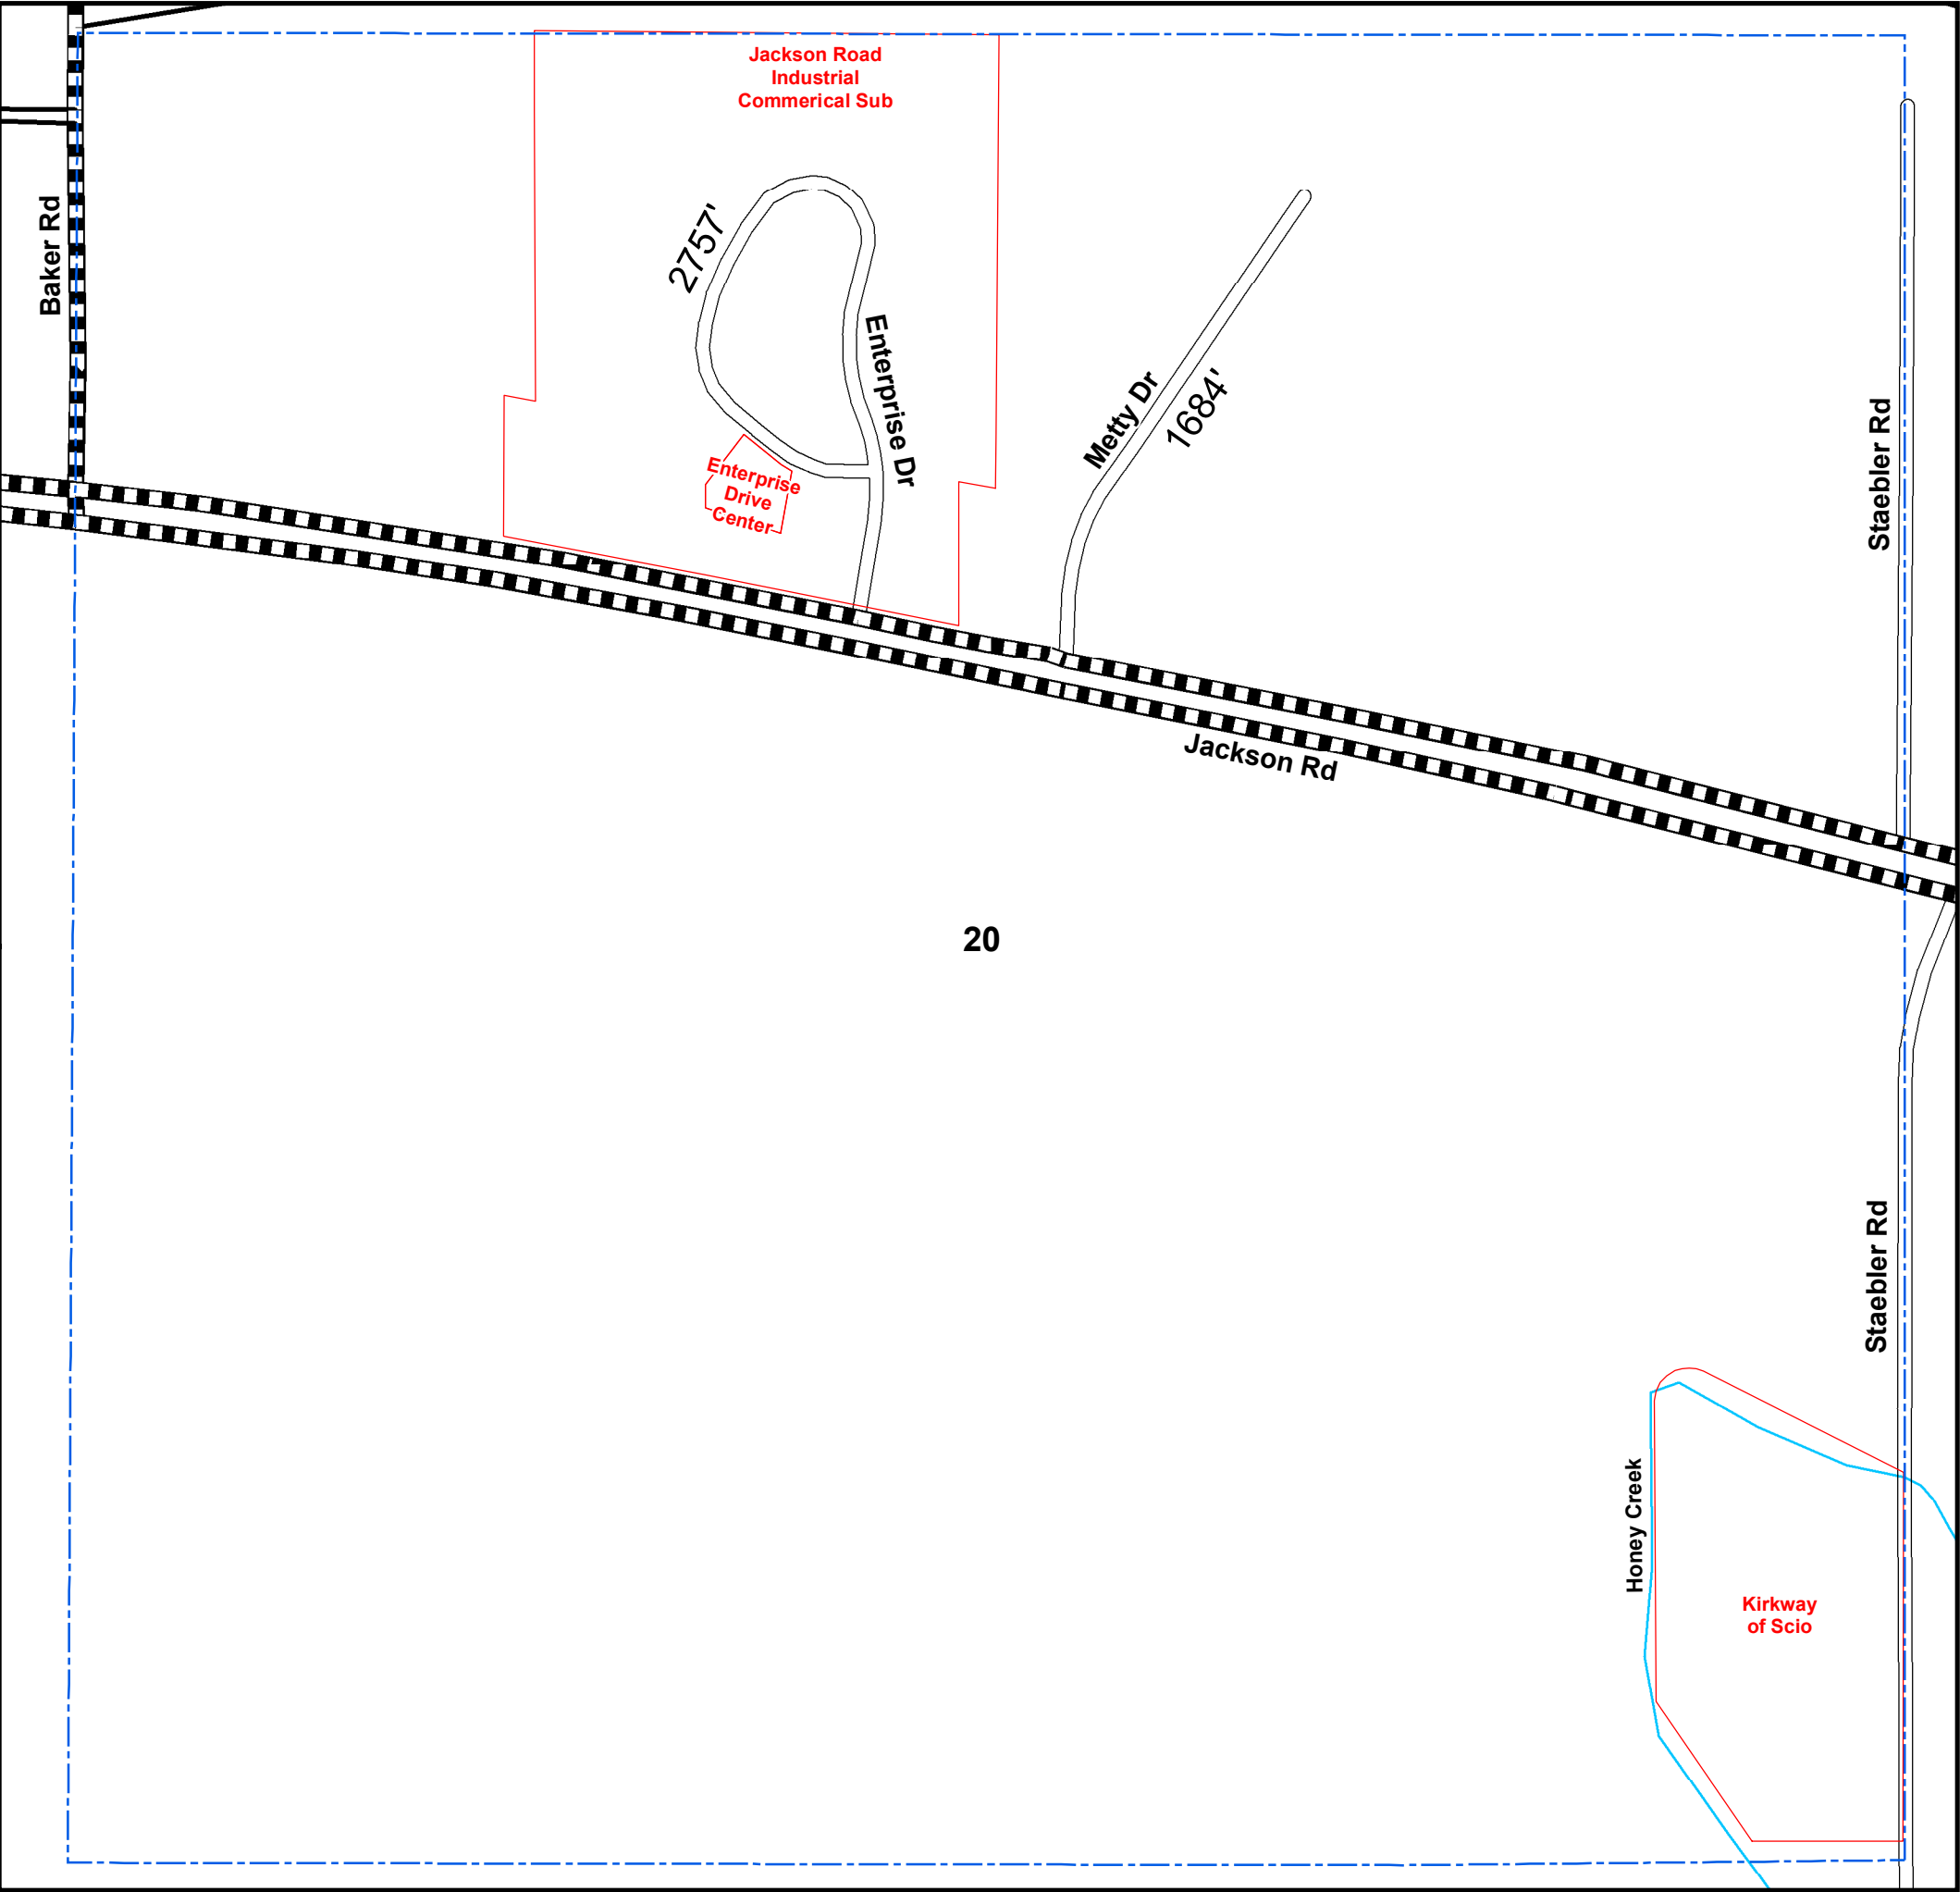 Jackson Road
Industrial
Commerical Sub
Baker Rd
2757'
Enterprise Dr
Metty Dr
1684'
Staebler Rd
Enterprise
Drive
Center
Jackson Rd
20
Staebler Rd
Honey Creek
Kirkway
of Scio